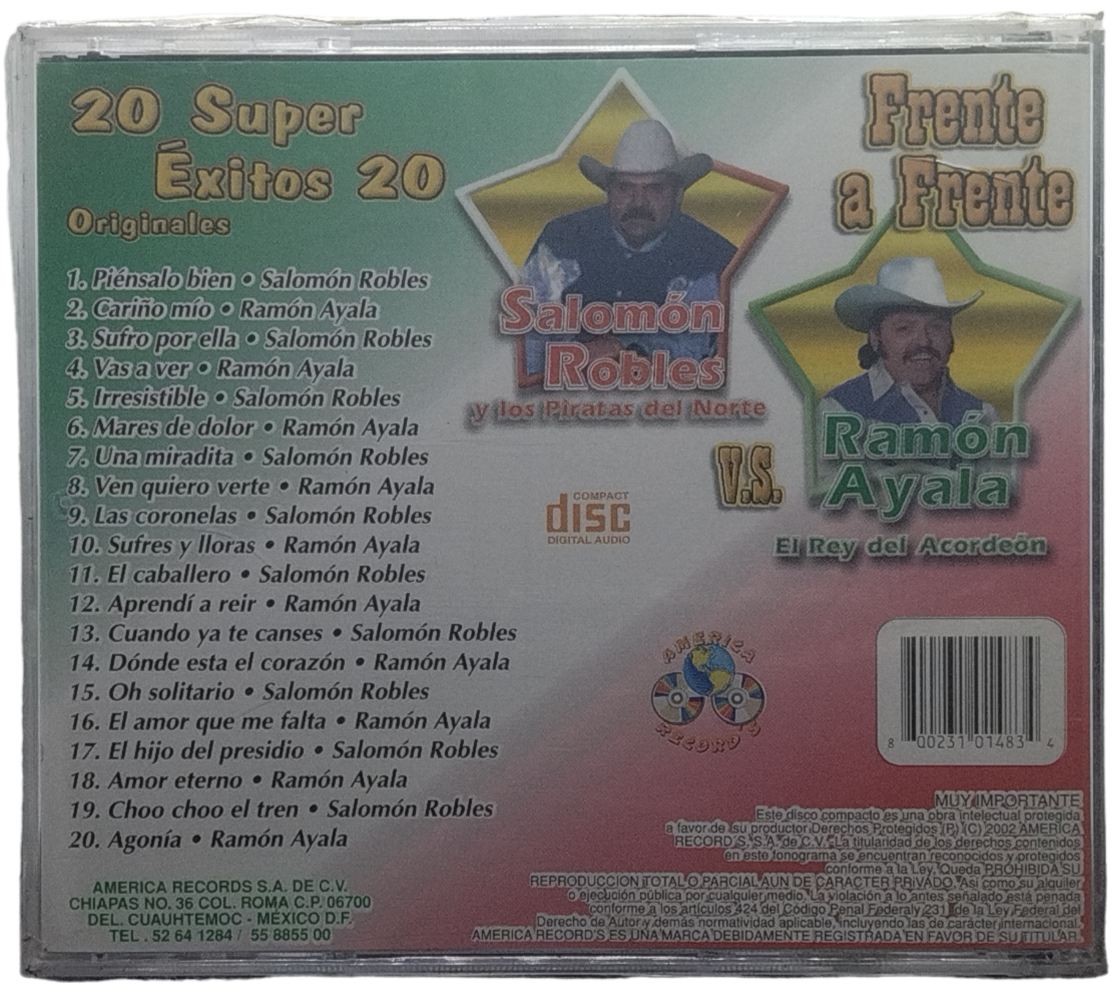 20 Super
Éxitos 20
Originales
1. Piénsalo bien • Salomón Robles
2. Cariño mío • Ramón Ayala
3. Sufro por ella • Salomón Robles
4. Vas a ver • Ramón Ayala
5. Irresistible • Salomón Robles
6. Mares de dolor • Ramón Ayala
7. Una miradita • Salomón Robles
8. Ven quiero verte • Ramón Ayala
9. Las coronelas • Salomón Robles
10. Sufres y lloras • Ramón Ayala
11. El caballero • Salomón Robles
12. Aprendí a reir • Ramón Ayala
13. Cuando ya te canses • Salomón Robles
14. Dónde esta el corazón • Ramón Ayala
15. Oh solitario • Salomón Robles
16. El amor que me falta • Ramón Ayala
17. El hijo del presidio • Salomón Robles
18. Amor eterno • Ramón Ayala
19. Choo choo el tren • Salomón Robles
20. Agonía • Ramón Ayala
AMERICA RECORDS S.A. DE C.V.
CHIAPAS NO. 36 COL. ROMA C.P. 06700
DEL. CUAUHTEMOC - MÉXICO D.F.
TEL. 52 64 1284 / 55 8855 00
Frente
a Frente
Salomón
Robles
y los Piratas del Norte
V.S.
Ramón
Ayala
El Rey del Acordeón
COMPACT
disc
DIGITAL AUDIO
AMERICA
RECORD'S
8 00231 01483 4
MUY IMPORTANTE
Este disco compacto es una obra intelectual protegida
a favor de su productor Derechos Protegidos (P) (C) 2002 AMERICA
RECORD'S, S.A. de C.V. La titularidad de los derechos contenidos
en este fonograma se encuentran reconocidos y protegidos
conforme a la Ley. Queda PROHIBIDA SU
REPRODUCCION TOTAL O PARCIAL AUN DE CARACTER PRIVADO. Así como su alquiler
o ejecución pública por cualquier medio. La violación a lo antes señalado está penada
conforme a los artículos 424 del Código Penal Federal y 231 de la Ley Federal del
Derecho de Autor y demás normatividad aplicable, incluyendo las de carácter internacional.
AMERICA RECORD'S ES UNA MARCA DEBIDAMENTE REGISTRADA EN FAVOR DE SU TITULAR.